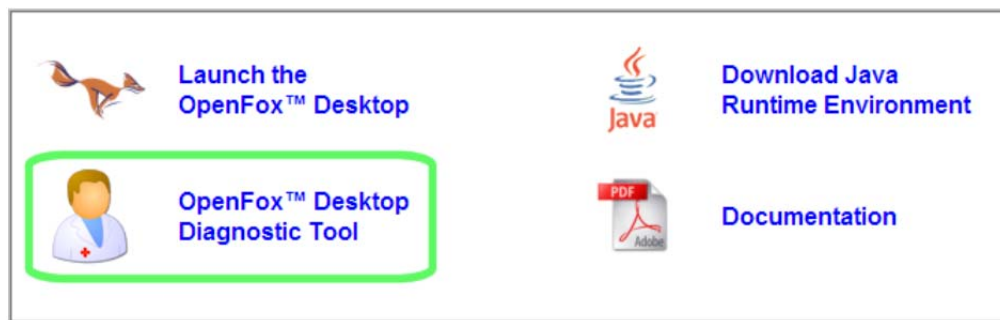 Launch the
OpenFox™ Desktop
Java
Download Java
Runtime Environment
OpenFox™ Desktop
Diagnostic Tool
PDF
Adobe
Documentation